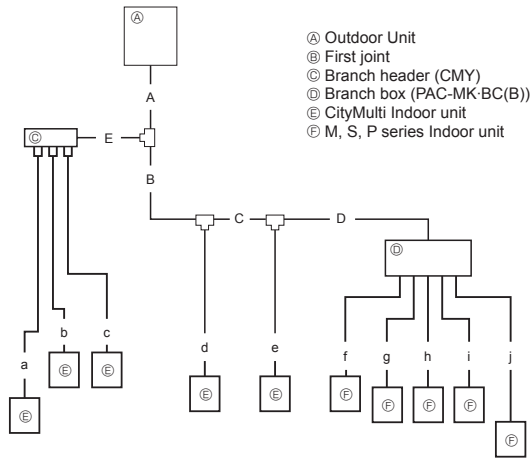 Ⓐ
Ⓐ Outdoor Unit
Ⓑ First joint
Ⓒ Branch header (CMY)
Ⓓ Branch box (PAC-MK·BC(B))
Ⓔ CityMulti Indoor unit
Ⓕ M, S, P series Indoor unit
A
Ⓒ
E
B
C
D
Ⓓ
a
b
c
d
e
f
g
h
i
j
Ⓔ
Ⓔ
Ⓔ
Ⓔ
Ⓔ
Ⓕ
Ⓕ
Ⓕ
Ⓕ
Ⓕ